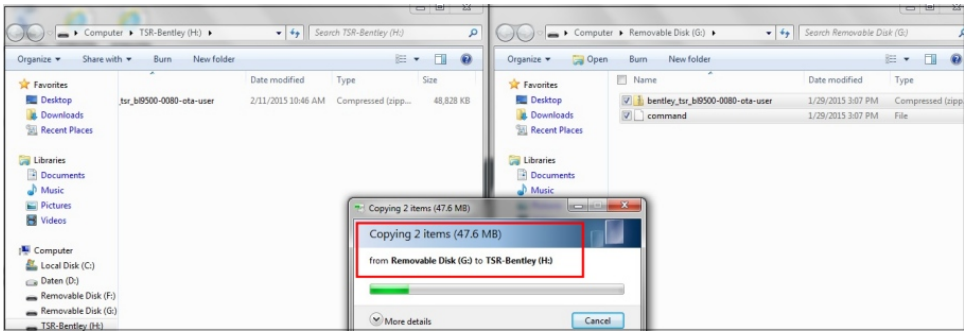 Computer ▸ TSR-Bentley (H:) ▸
Search TSR-Bentley (H:)
Organize ▾ Share with ▾ Burn New folder
Date modified Type Size
Favorites
Desktop
Downloads
Recent Places
_tsr_bl9500-0080-ota-user 2/11/2015 10:46 AM Compressed (zipp... 48,828 KB
Libraries
Documents
Music
Pictures
Videos
Computer
Local Disk (C:)
Daten (D:)
Removable Disk (F:)
Removable Disk (G:)
TSR-Bentley (H:)
Computer ▸ Removable Disk (G:) ▸
Search Removable Disk (G:)
Organize ▾ Open Burn New folder
Name Date modified Type
Favorites
Desktop
Downloads
Recent Places
bentley_tsr_bl9500-0080-ota-user 1/29/2015 3:07 PM Compressed (zipp
command 1/29/2015 3:07 PM File
Libraries
Documents
Music
Copying 2 items (47.6 MB)
Copying 2 items (47.6 MB)
from Removable Disk (G:) to TSR-Bentley (H:)
More details
Cancel